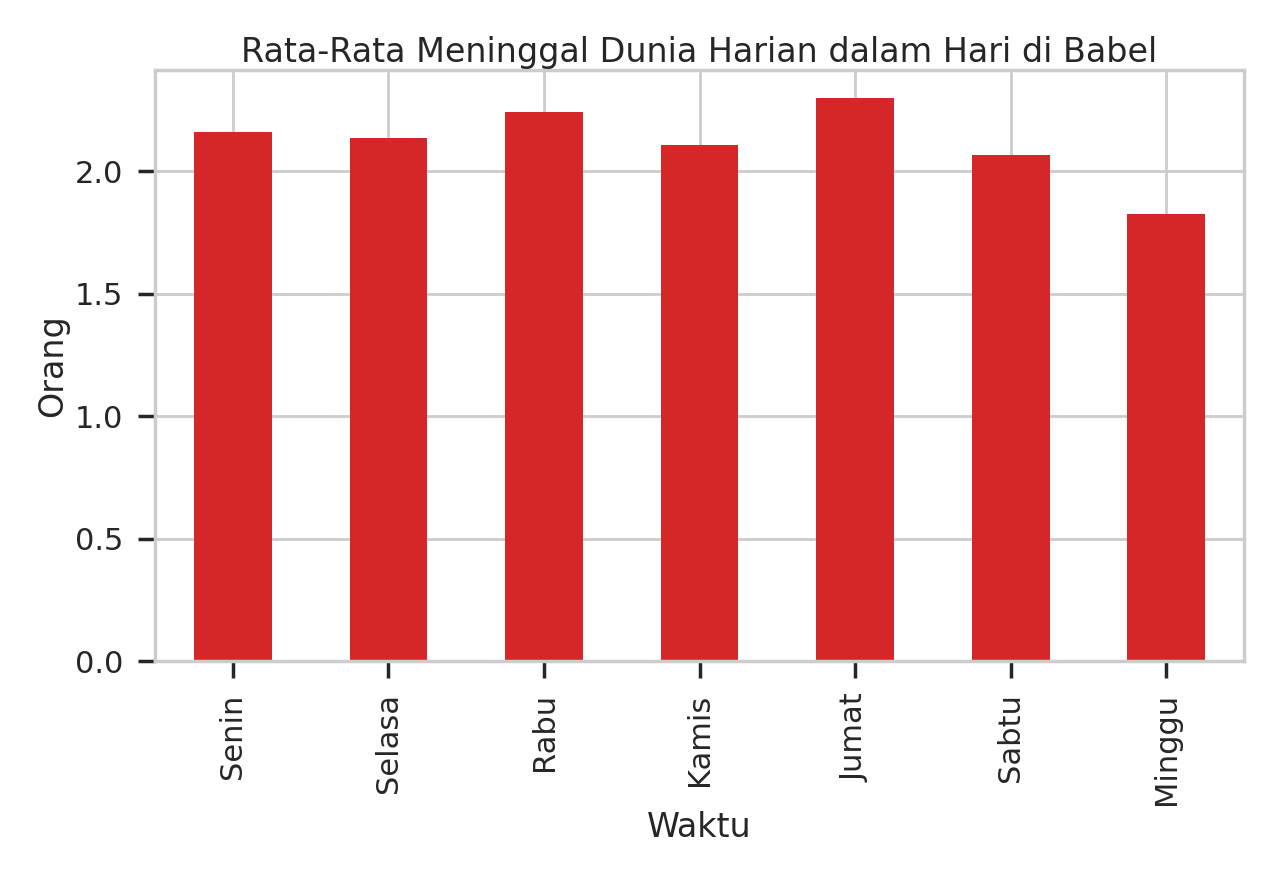 Rata-Rata Meninggal Dunia Harian dalam Hari di Babel
Orang
2.0
1.5
1.0
0.5
0.0
Senin
Selasa
Rabu
Kamis
Jumat
Sabtu
Minggu
Waktu